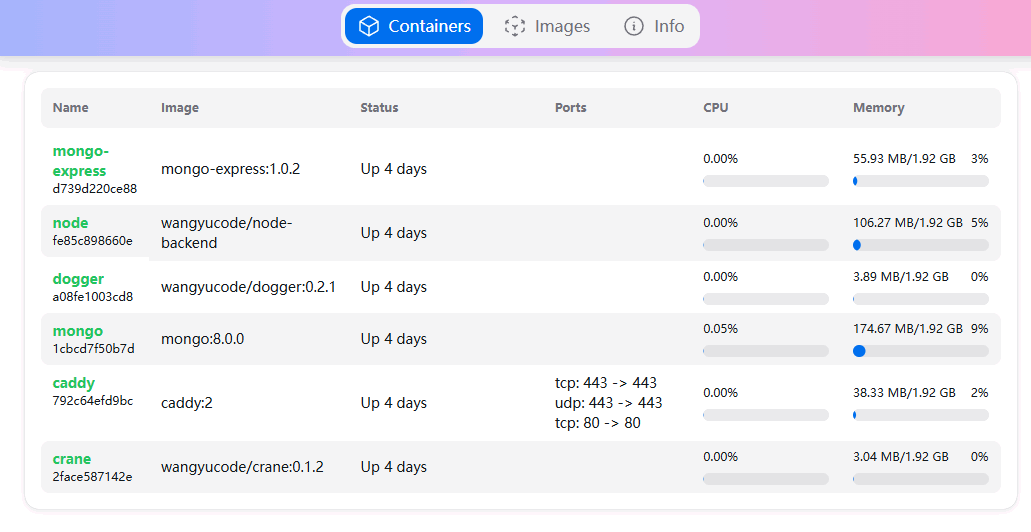 Containers Images Info
Name Image Status Ports CPU Memory
mongo-
express
d739d220ce88
mongo-express:1.0.2
Up 4 days
0.00%
55.93 MB/1.92 GB 3%
node
fe85c898660e
wangyucode/node-
backend
Up 4 days
0.00%
106.27 MB/1.92 GB 5%
dogger
a08fe1003cd8
wangyucode/dogger:0.2.1
Up 4 days
0.00%
3.89 MB/1.92 GB 0%
mongo
1cbcd7f50b7d
mongo:8.0.0
Up 4 days
0.05%
174.67 MB/1.92 GB 9%
caddy
792c64efd9bc
caddy:2
Up 4 days
tcp: 443 -> 443
udp: 443 -> 443
tcp: 80 -> 80
0.00%
38.33 MB/1.92 GB 2%
crane
2face587142e
wangyucode/crane:0.1.2
Up 4 days
0.00%
3.04 MB/1.92 GB 0%